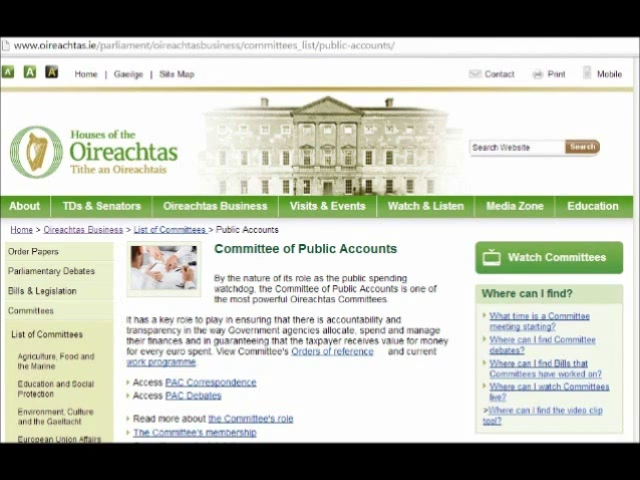 www.oireachtas.ie/parliament/oireachtasbusiness/committees_list/public-accounts/
A A A Home | Gaeilge | Site Map Contact Print Mobile
Houses of the
Oireachtas
Tithe an Oireachtais
Search Website Search
About TDs & Senators Oireachtas Business Visits & Events Watch & Listen Media Zone Education
Home > Oireachtas Business > List of Committees > Public Accounts
Order Papers
Parliamentary Debates
Bills & Legislation
Committees
List of Committees
Agriculture, Food and
the Marine
Education and Social
Protection
Environment, Culture
and the Gaeltacht
European Union Affairs
Committee of Public Accounts
By the nature of its role as the public spending
watchdog, the Committee of Public Accounts is one of
the most powerful Oireachtas Committees.
It has a key role to play in ensuring that there is accountability and
transparency in the way Government agencies allocate, spend and manage
their finances and in guaranteeing that the taxpayer receives value for money
for every euro spent. View Committee's Orders of reference and current
work programme
Access PAC Correspondence
Access PAC Debates
Read more about the Committee's role
The Committee's membership
Watch Committees
Where can I find?
What time is a Committee
meeting starting?
Where can I find Committee
debates?
Where can I find Bills that
Committees have worked on?
Where can I watch Committees
live?
>Where can I find the video clip
tool?